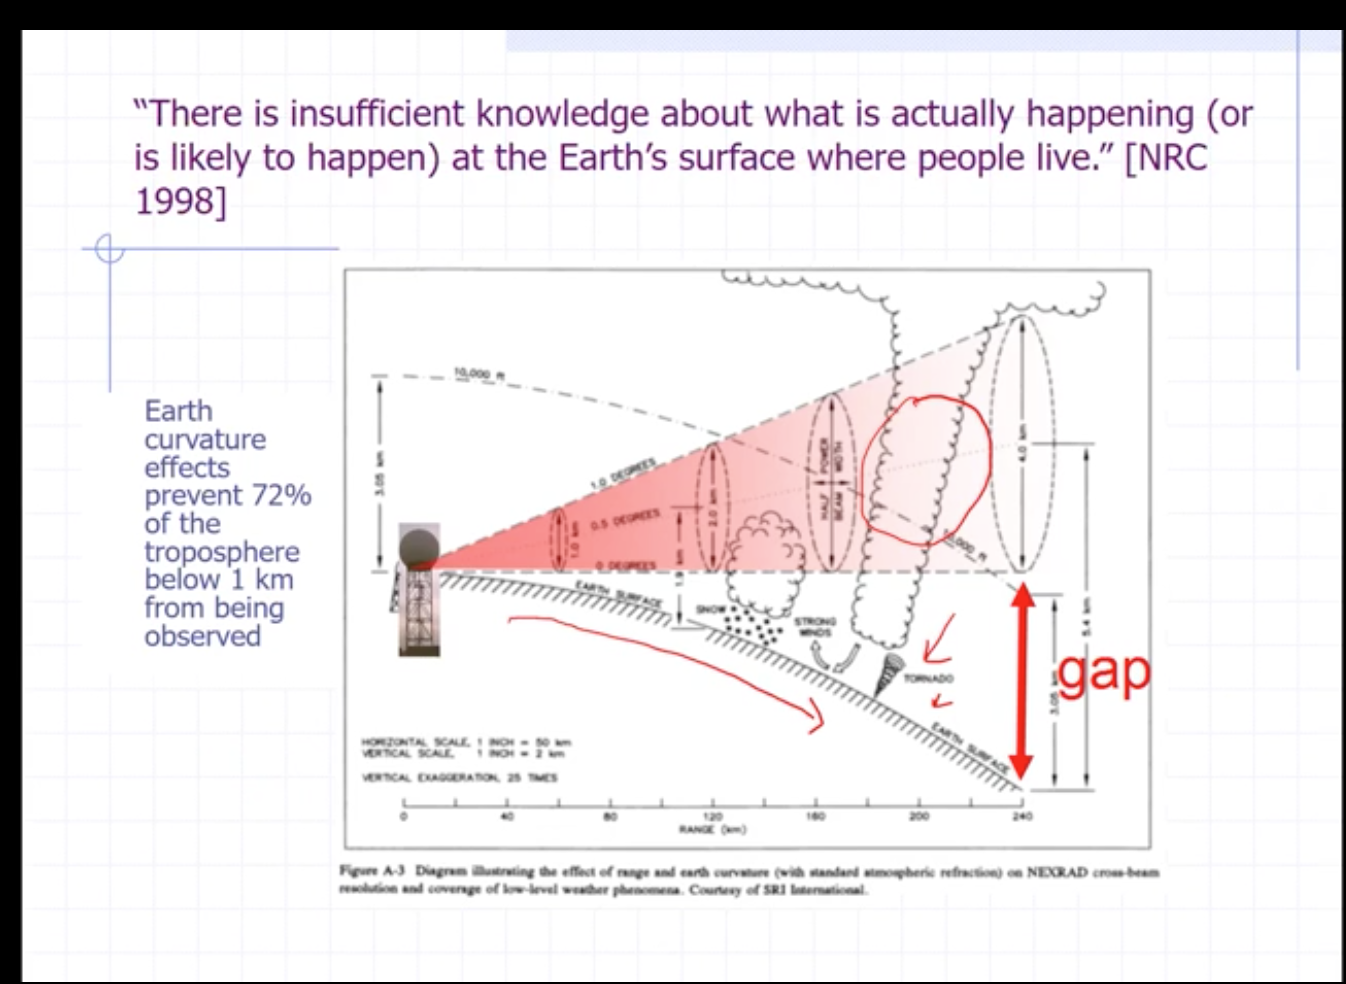 “There is insufficient knowledge about what is actually happening (or
is likely to happen) at the Earth’s surface where people live.” [NRC
1998]
Earth
curvature
effects
prevent 72%
of the
troposphere
below 1 km
from being
observed
10,000 ft
3.05 km
1.0 DEGREES
0.5 DEGREES
0 DEGREES
1.0 km
2.0 km
HALF POWER
BEAM WIDTH
4.0 km
EARTH SURFACE
SNOW
STRONG
WINDS
TORNADO
gap
3.05 km
5.4 km
EARTH SURFACE
HORIZONTAL SCALE, 1 INCH = 50 km
VERTICAL SCALE, 1 INCH = 2 km
VERTICAL EXAGGERATION, 25 TIMES
0 40 80 120 160 200 240
RANGE (km)
Figure A-3 Diagram illustrating the effect of range and earth curvature (with standard atmospheric refraction) on NEXRAD cross-beam
resolution and coverage of low-level weather phenomena. Courtesy of SRI International.